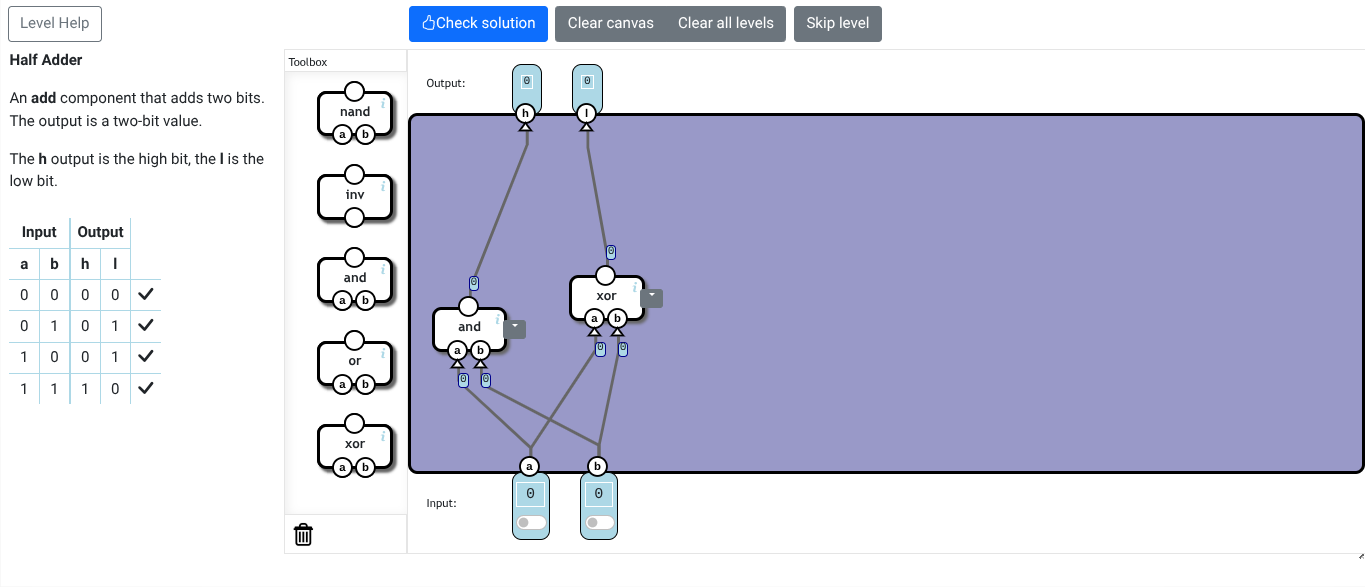 Level Help
Check solution
Clear canvas
Clear all levels
Skip level
Half Adder
An add component that adds two bits.
The output is a two-bit value.
The h output is the high bit, the l is the
low bit.
Input Output
a b h l
0 0 0 0
0 1 0 1
1 0 0 1
1 1 1 0
Toolbox
nand
i
a b
inv
i
and
i
a b
or
i
a b
xor
i
a b
Output:
0 0
h l
0
xor
i
a b
0 0
0
and
i
a b
0 0
a b
Input:
0 0